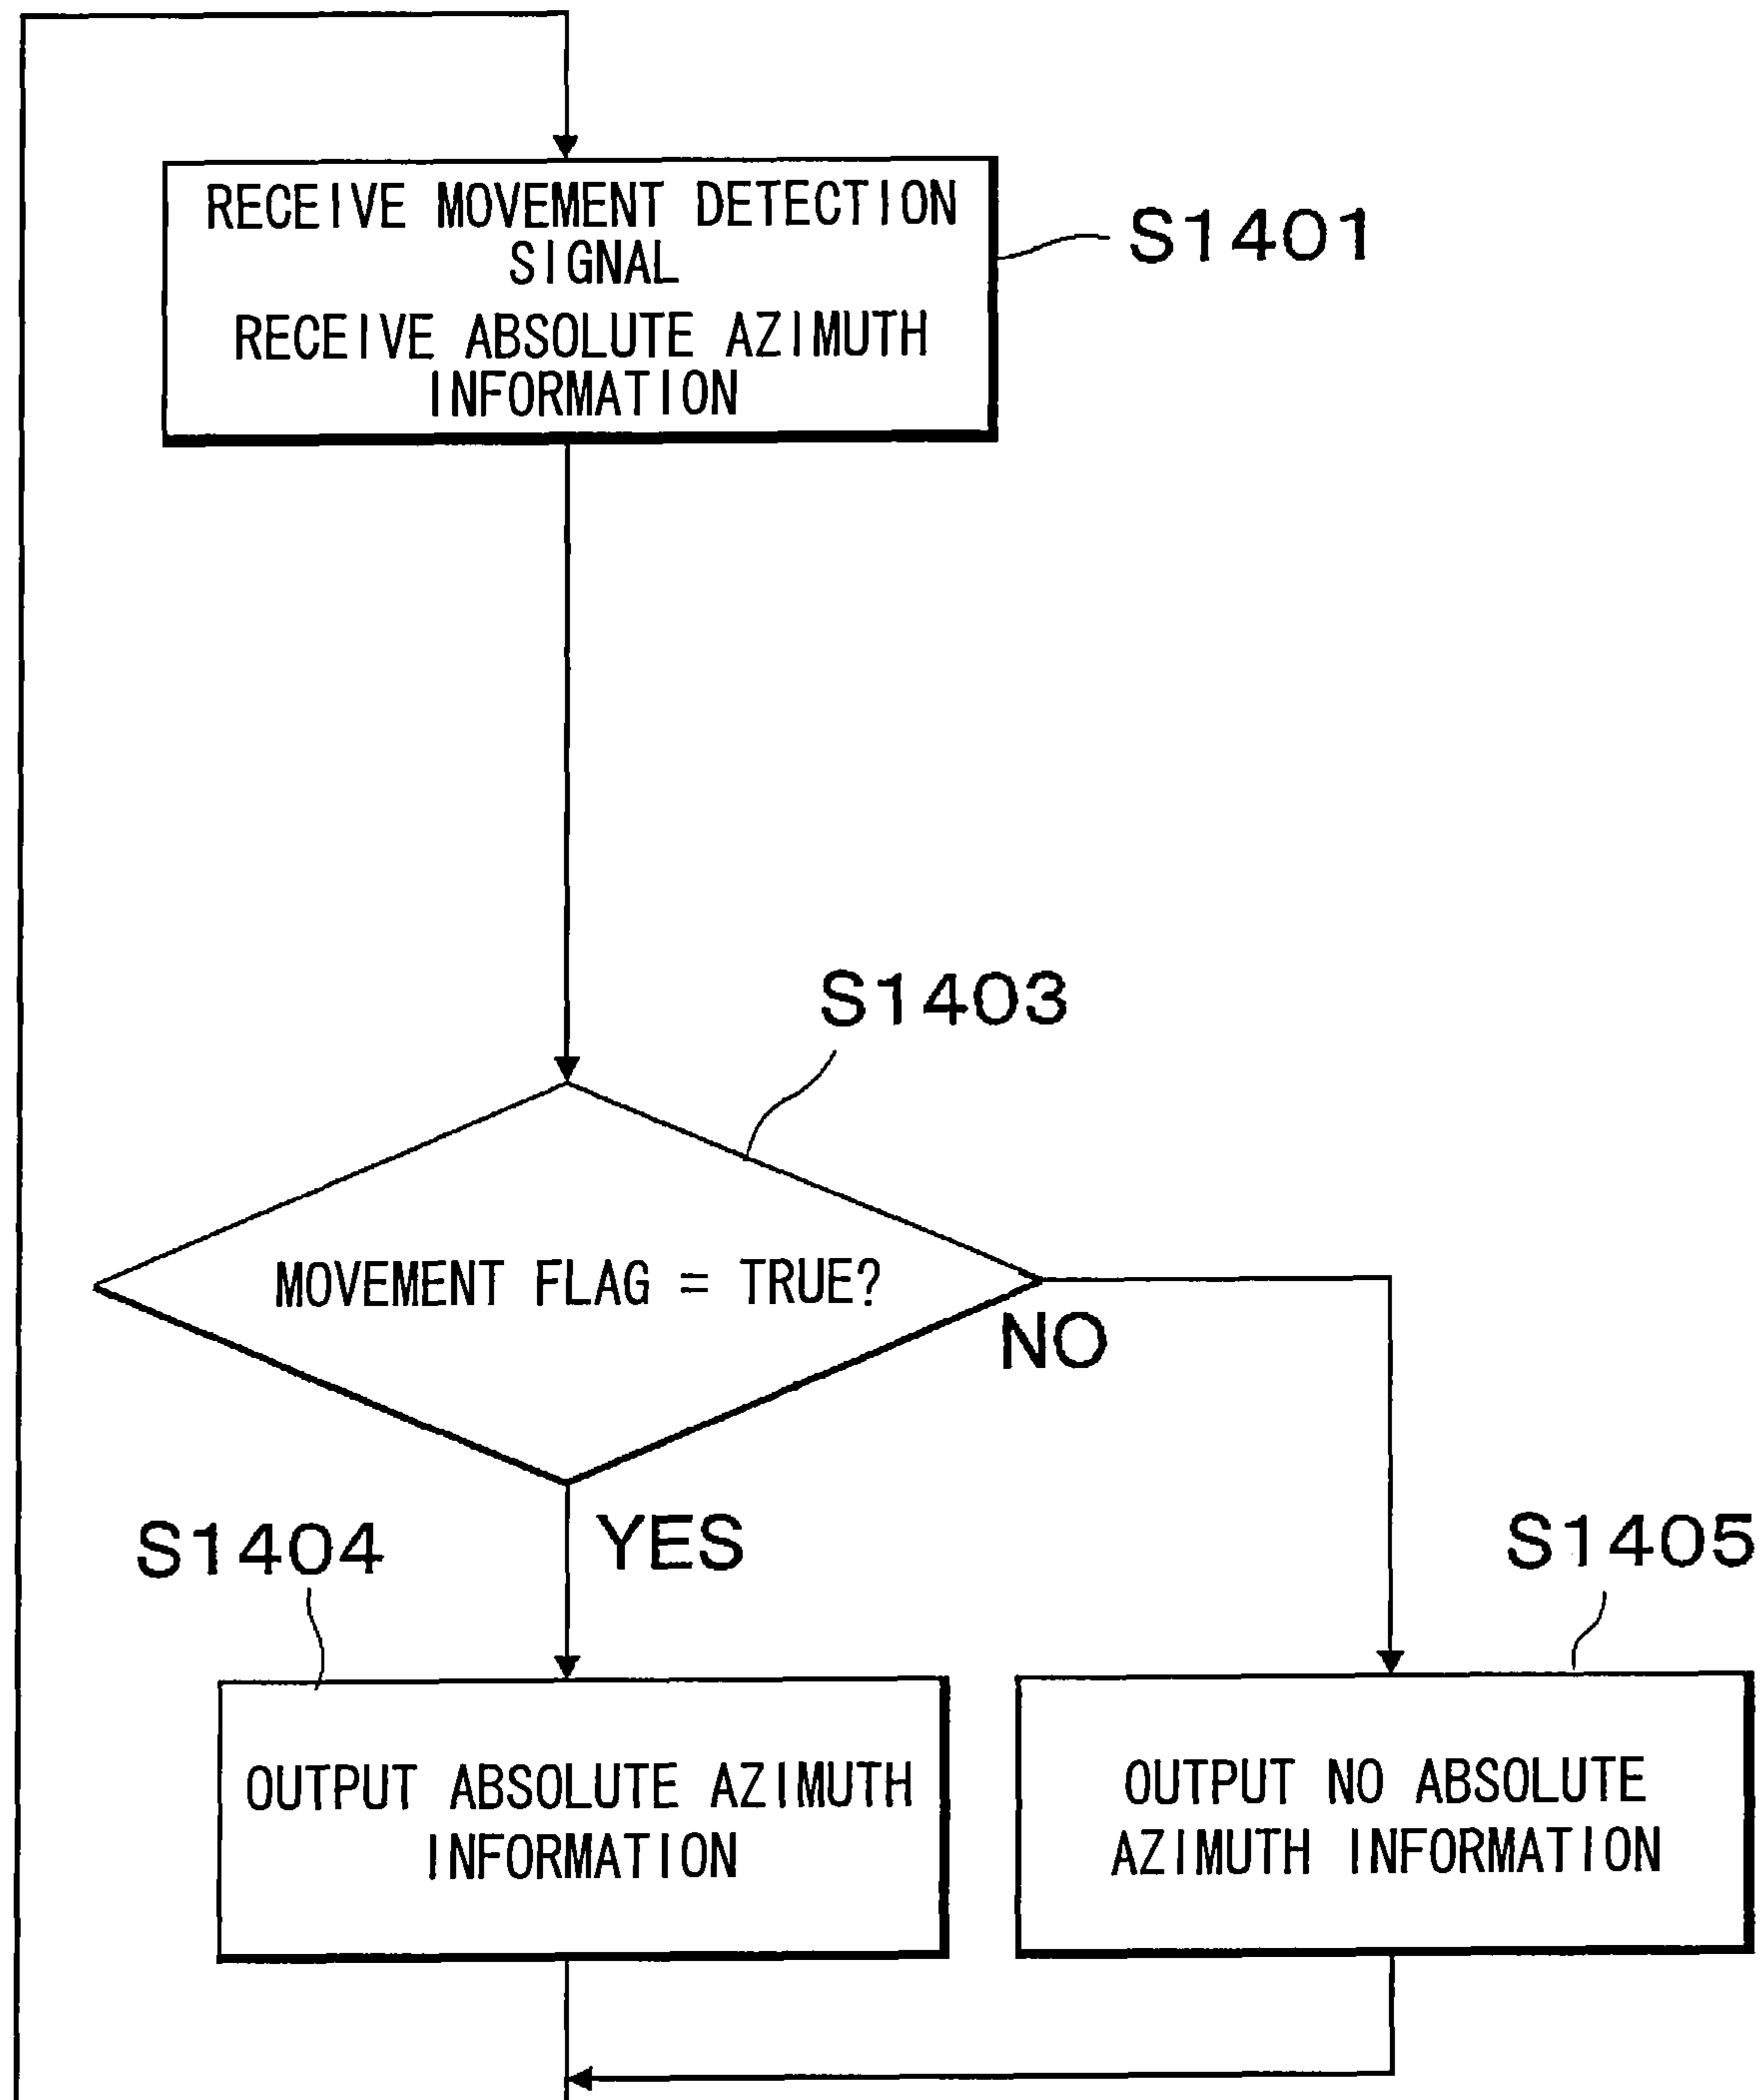 RECEIVE MOVEMENT DETECTION
SIGNAL
RECEIVE ABSOLUTE AZIMUTH
INFORMATION
S1401
S1403
MOVEMENT FLAG = TRUE?
NO
YES
S1404
S1405
OUTPUT ABSOLUTE AZIMUTH
INFORMATION
OUTPUT NO ABSOLUTE
AZIMUTH INFORMATION